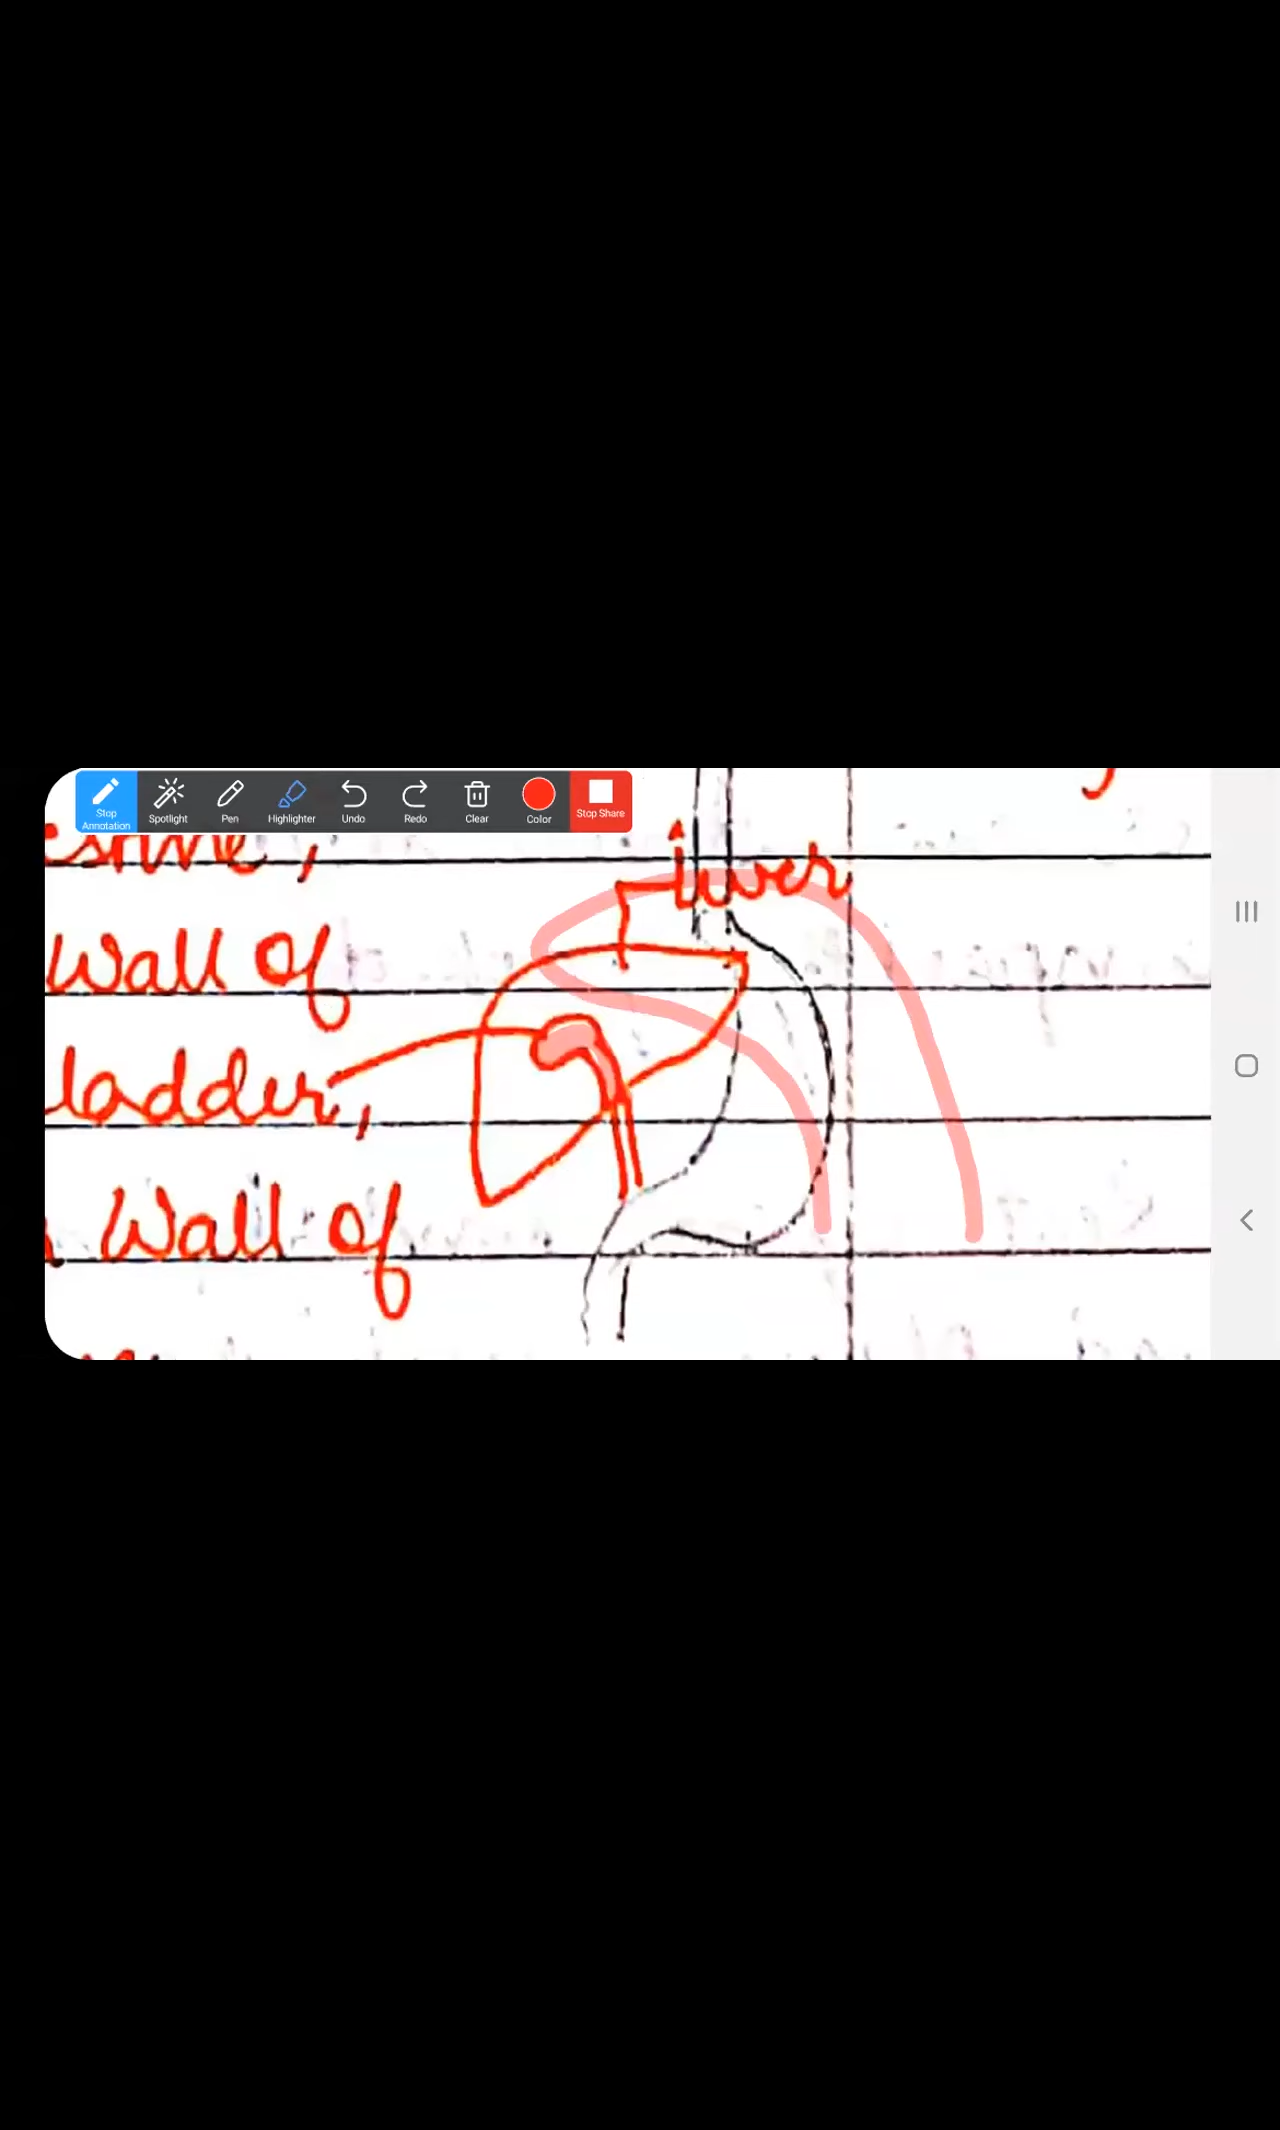 Stop Annotation
Spotlight
Pen
Highlighter
Undo
Redo
Clear
Color
Stop Share
liver
Wall of
ladder,
Wall of